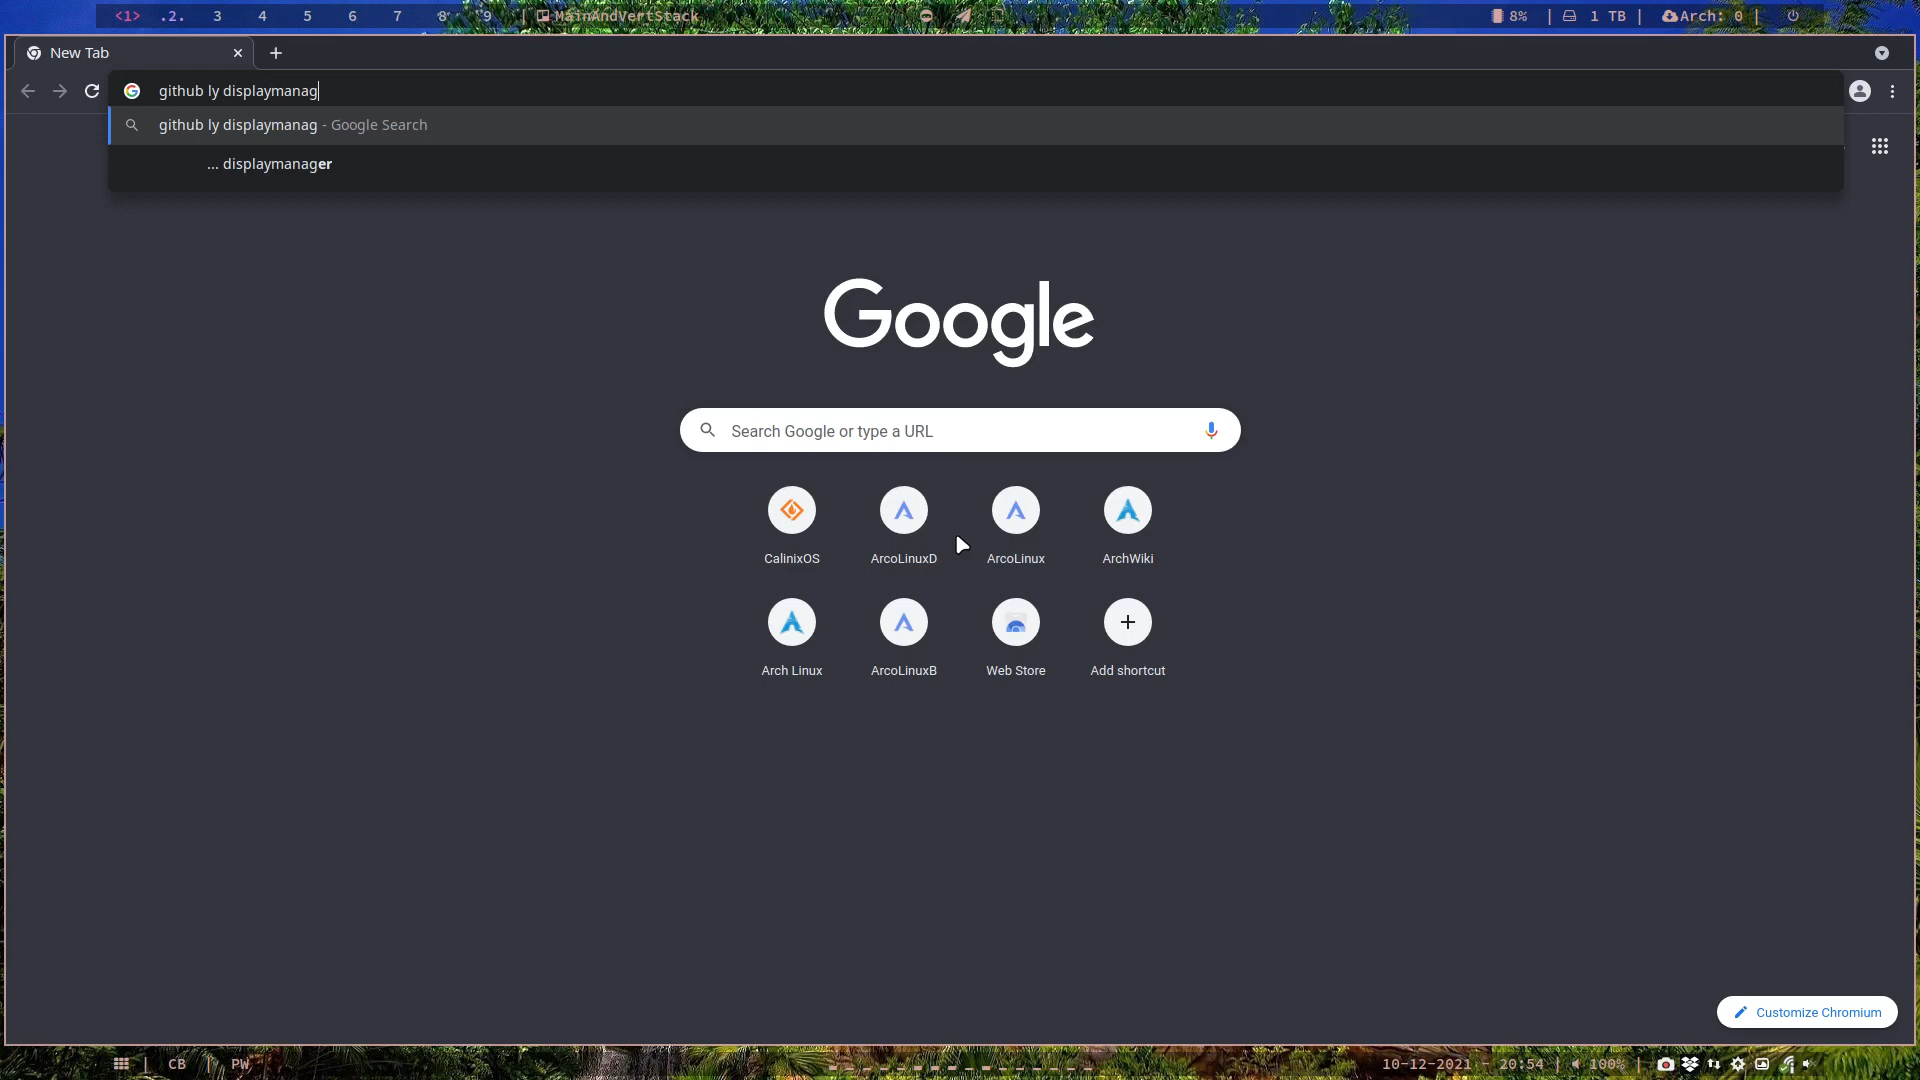 <1> .2. 3 4 5 6 7 8 9 | MainAndVertStack
8% | 1 TB | Arch: 0 |
New Tab
github ly displaymanag
github ly displaymanag - Google Search
... displaymanager
Google
Search Google or type a URL
CalinixOS ArcoLinuxD ArcoLinux ArchWiki
Arch Linux ArcoLinuxB Web Store Add shortcut
Customize Chromium
| CB | PW
10-12-2021 - 20:54 | 100% |